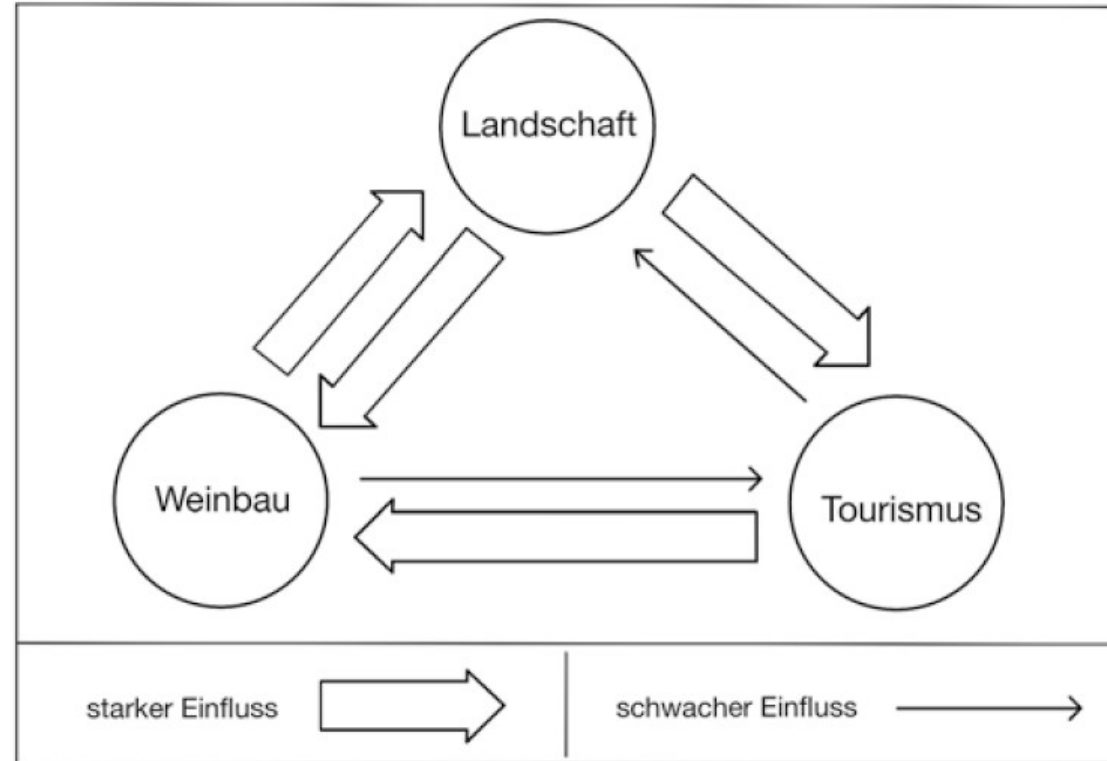 Landschaft
Weinbau
Tourismus
starker Einfluss
schwacher Einfluss